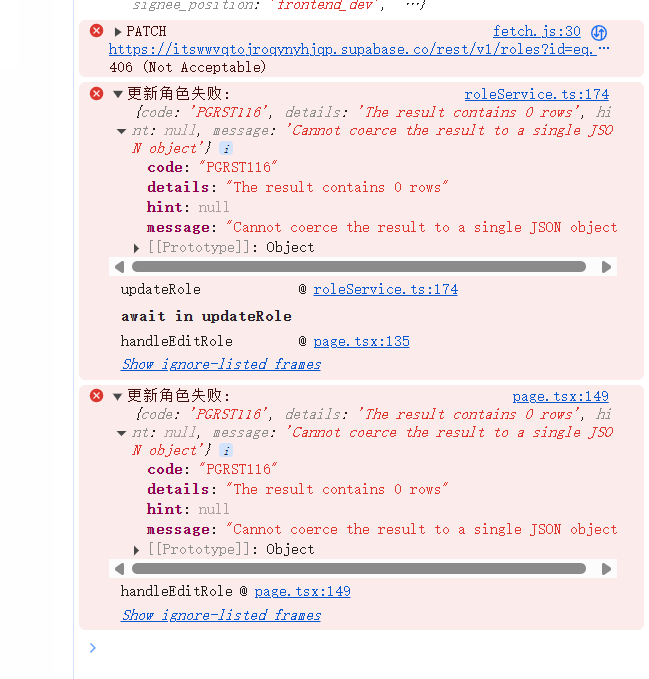 signee_position: 'frontend_dev', …}
PATCH fetch.js:30
https://itswwvqtojroqynyhjqp.supabase.co/rest/v1/roles?id=eq.…
406 (Not Acceptable)
更新角色失败: roleService.ts:174
{code: 'PGRST116', details: 'The result contains 0 rows', hi
nt: null, message: 'Cannot coerce the result to a single JSO
N object'} i
code: "PGRST116"
details: "The result contains 0 rows"
hint: null
message: "Cannot coerce the result to a single JSON object
[[Prototype]]: Object
updateRole @ roleService.ts:174
await in updateRole
handleEditRole @ page.tsx:135
Show ignore-listed frames
更新角色失败: page.tsx:149
{code: 'PGRST116', details: 'The result contains 0 rows', hi
nt: null, message: 'Cannot coerce the result to a single JSO
N object'} i
code: "PGRST116"
details: "The result contains 0 rows"
hint: null
message: "Cannot coerce the result to a single JSON object
[[Prototype]]: Object
handleEditRole @ page.tsx:149
Show ignore-listed frames